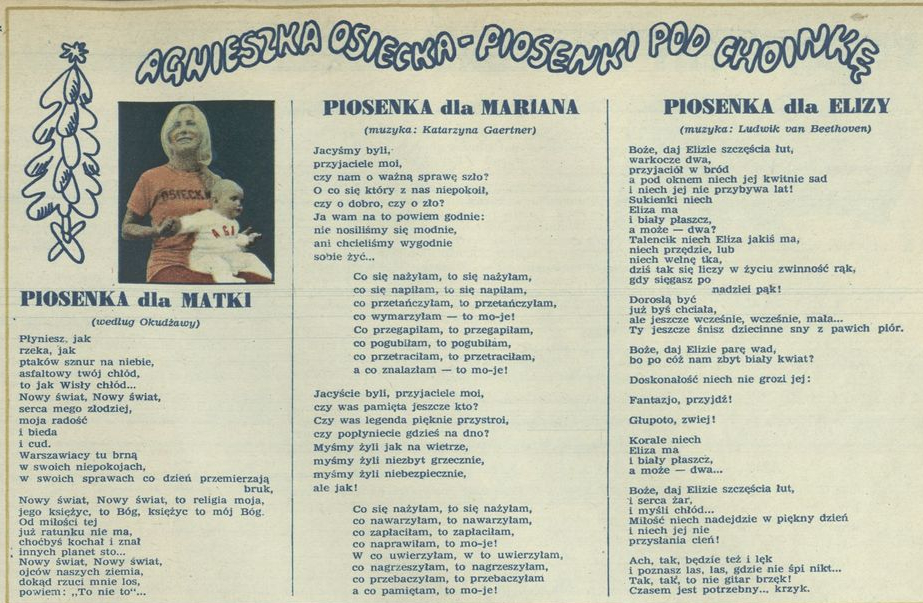 AGNIESZKA OSIECKA - PIOSENKI POD CHOINKĘ
OSIECKA
AGA
PIOSENKA dla MATKI
(według Okudżawy)
Płyniesz, jak
rzeka, jak
ptaków sznur na niebie,
asfaltowy twój chłód,
to jak Wisły chłód...
Nowy świat, Nowy świat,
serca mego złodziej,
moja radość
i bieda
i cud.
Warszawiacy tu brną
w swoich niepokojach,
w swoich sprawach co dzień przemierzają
bruk,
Nowy świat, Nowy świat, to religia moja,
jego księżyc, to Bóg, księżyc to mój Bóg.
Od miłości tej
już ratunku nie ma,
choćbyś kochał i znał
innych planet sto...
Nowy świat, Nowy świat,
ojców naszych ziemia,
dokąd rzuci mnie los,
powiem: „To nie to"...
PIOSENKA dla MARIANA
(muzyka: Katarzyna Gaertner)
Jacyśmy byli,
przyjaciele moi,
czy nam o ważną sprawę szło?
O co się który z nas niepokoił,
czy o dobro, czy o zło?
Ja wam na to powiem godnie:
nie nosiliśmy się modnie,
ani chcieliśmy wygodnie
sobie żyć...
Co się nażyłam, to się nażyłam,
co się napiłam, to się napiłam,
co przetańczyłam, to przetańczyłam,
co wymarzyłam — to mo-je!
Co przegapiłam, to przegapiłam,
co pogubiłam, to pogubiłam,
co przetraciłam, to przetraciłam,
a co znalazłam — to mo-je!
Jacyście byli, przyjaciele moi,
czy was pamięta jeszcze kto?
Czy was legenda pięknie przystroi,
czy popłyniecie gdzieś na dno?
Myśmy żyli jak na wietrze,
myśmy żyli niezbyt grzecznie,
myśmy żyli niebezpiecznie,
ale jak!
Co się nażyłam, to się nażyłam,
co nawarzyłam, to nawarzyłam,
co zapłaciłam, to zapłaciłam,
co naprawiłam, to mo-je!
W co uwierzyłam, w to uwierzyłam,
co nagrzeszyłam, to nagrzeszyłam,
co przebaczyłam, to przebaczyłam
a co pamiętam, to mo-je!
PIOSENKA dla ELIZY
(muzyka: Ludwik van Beethoven)
Boże, daj Elizie szczęścia łut,
warkocze dwa,
przyjaciół w bród
a pod oknem niech jej kwitnie sad
i niech jej nie przybywa lat!
Sukienki niech
Eliza ma
i biały płaszcz,
a może — dwa?
Talencik niech Eliza jakiś ma,
niech przędzie, lub
niech wełnę tka,
dziś tak się liczy w życiu zwinność rąk,
gdy sięgasz po
nadziei pąk!
Dorosłą być
już byś chciała,
ale jeszcze wcześnie, wcześnie, mała...
Ty jeszcze śnisz dziecinne sny z pawich piór.
Boże, daj Elizie parę wad,
bo po cóż nam zbyt biały kwiat?
Doskonałość niech nie grozi jej:
Fantazjo, przyjdź!
Głupoto, zwiej!
Korale niech
Eliza ma
i biały płaszcz,
a może — dwa...
Boże, daj Elizie szczęścia łut,
i serca żar,
i myśli chłód...
Miłość niech nadejdzie w piękny dzień
i niech jej nie
przysłania cień!
Ach, tak, będzie też i lęk
i poznasz las, las, gdzie nie śpi nikt...
Tak, tak, to nie gitar brzęk!
Czasem jest potrzebny... krzyk.